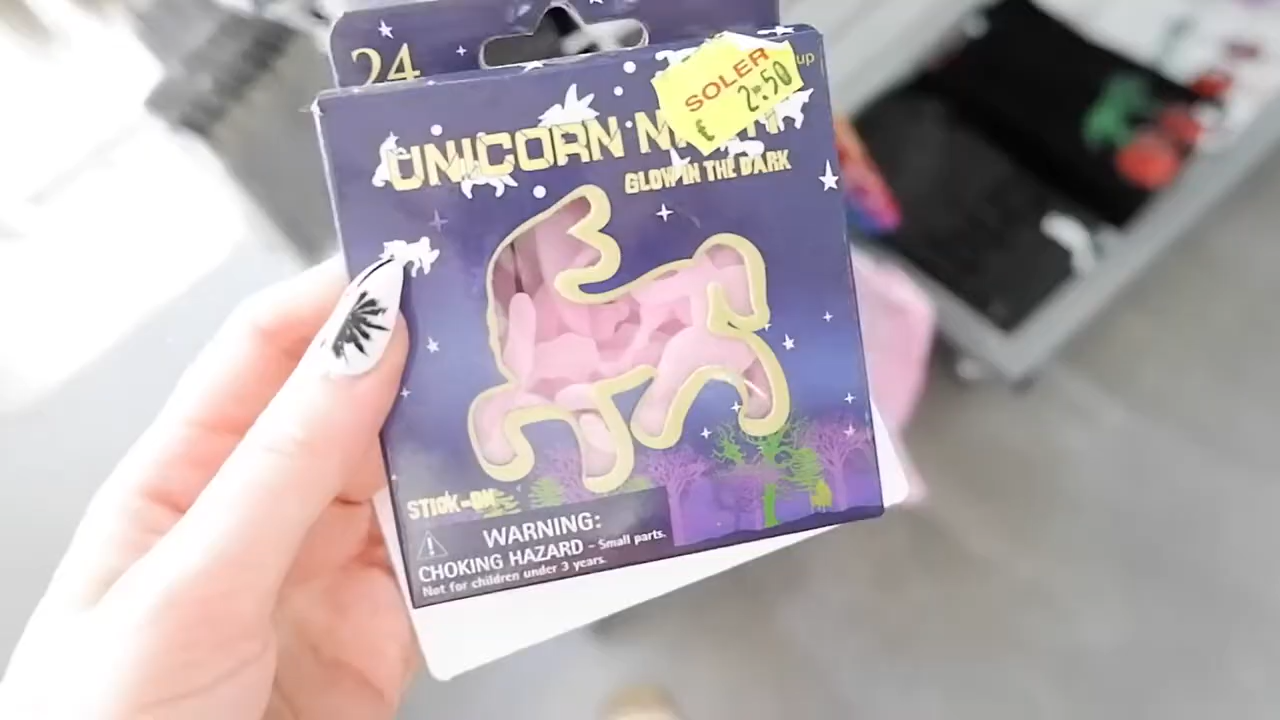 24
up
SOLER
€ 2.50
UNICORN
GLOW IN THE DARK
STICK-ON
WARNING:
CHOKING HAZARD – Small parts.
Not for children under 3 years.